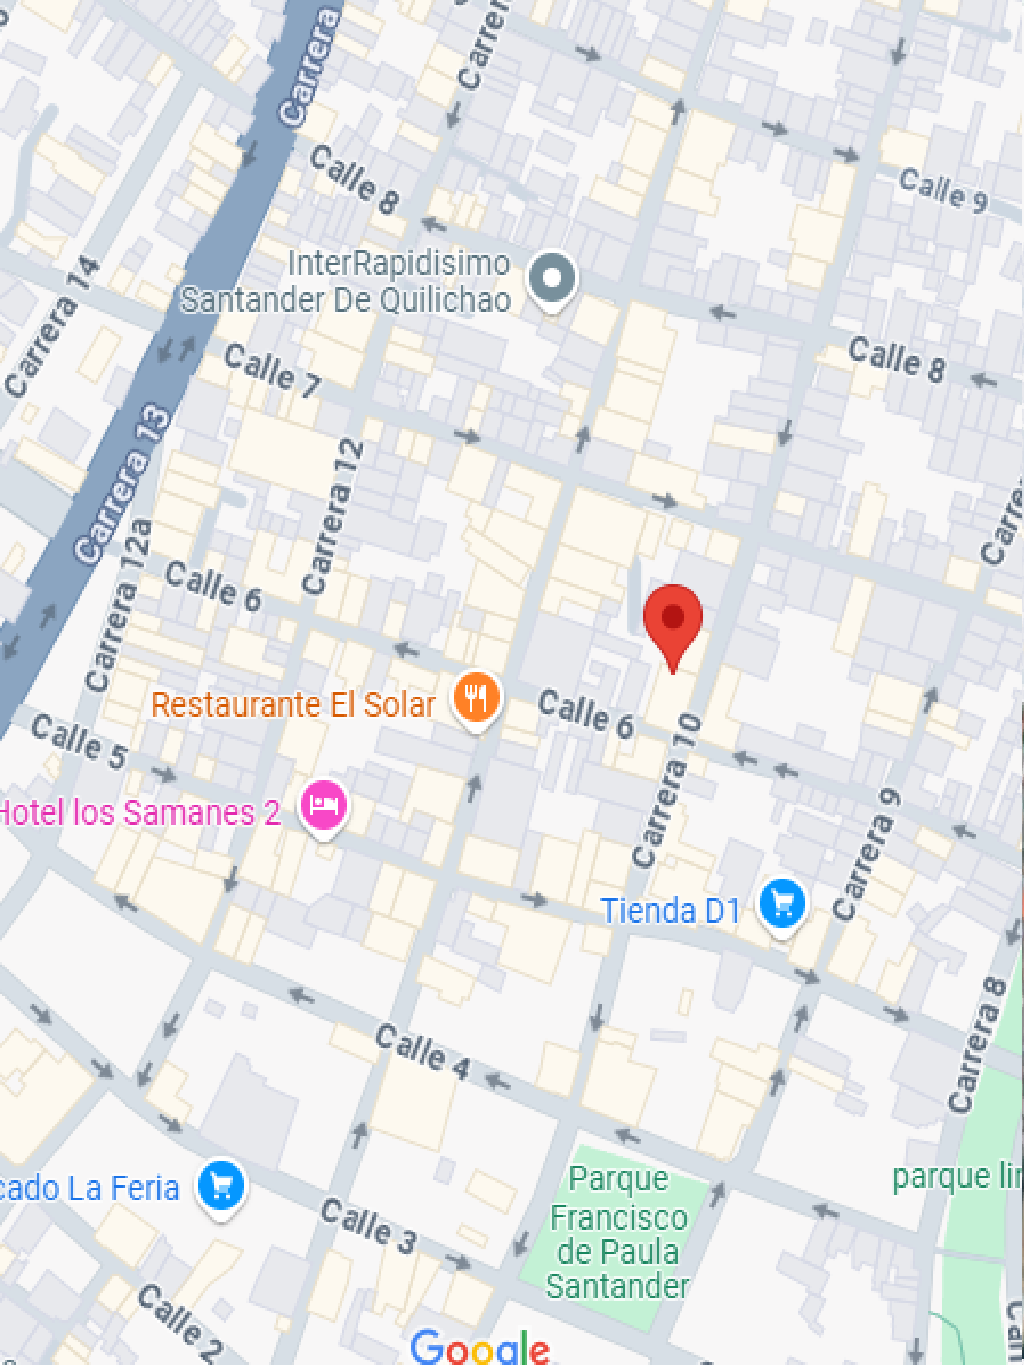 Carrera
Carrer
Calle 8
Calle 9
InterRapidisimo
Santander De Quilichao
Carrera 14
Calle 7
Calle 8
Carrera 13
Carrera 12
Carrera 12a
Carrer
Calle 6
Restaurante El Solar
Calle 6
Calle 5
Carrera 10
Hotel los Samanes 2
Carrera 9
Tienda D1
Carrera 8
Calle 4
Parque
Francisco
de Paula
Santander
parque lin
cado La Feria
Calle 3
Calle 2
Google